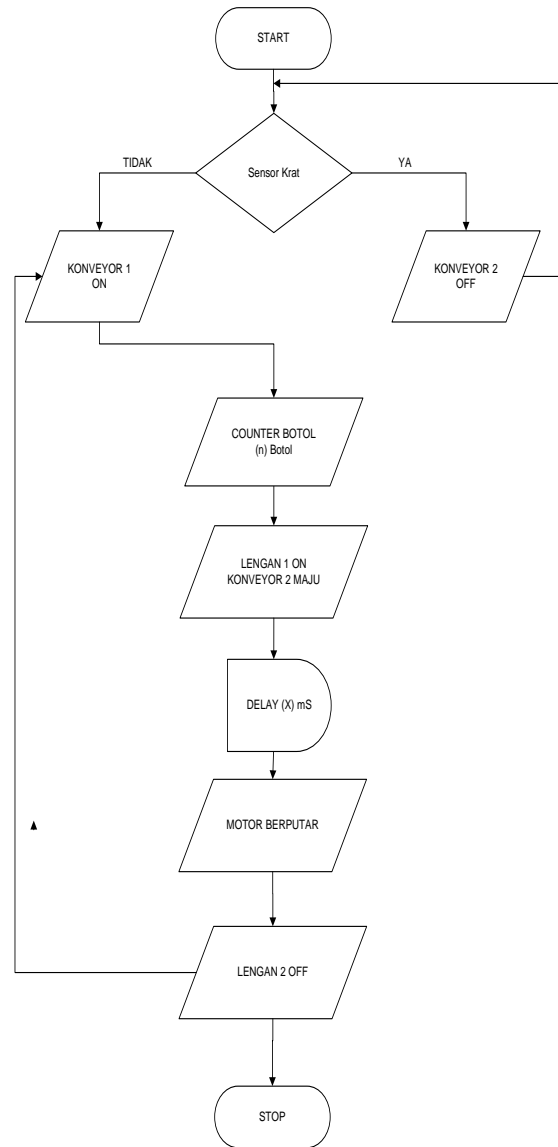 START
Sensor Krat
TIDAK
YA
KONVEYOR 1
ON
KONVEYOR 2
OFF
COUNTER BOTOL
(n) Botol
LENGAN 1 ON
KONVEYOR 2 MAJU
DELAY (X) mS
MOTOR BERPUTAR
LENGAN 2 OFF
STOP